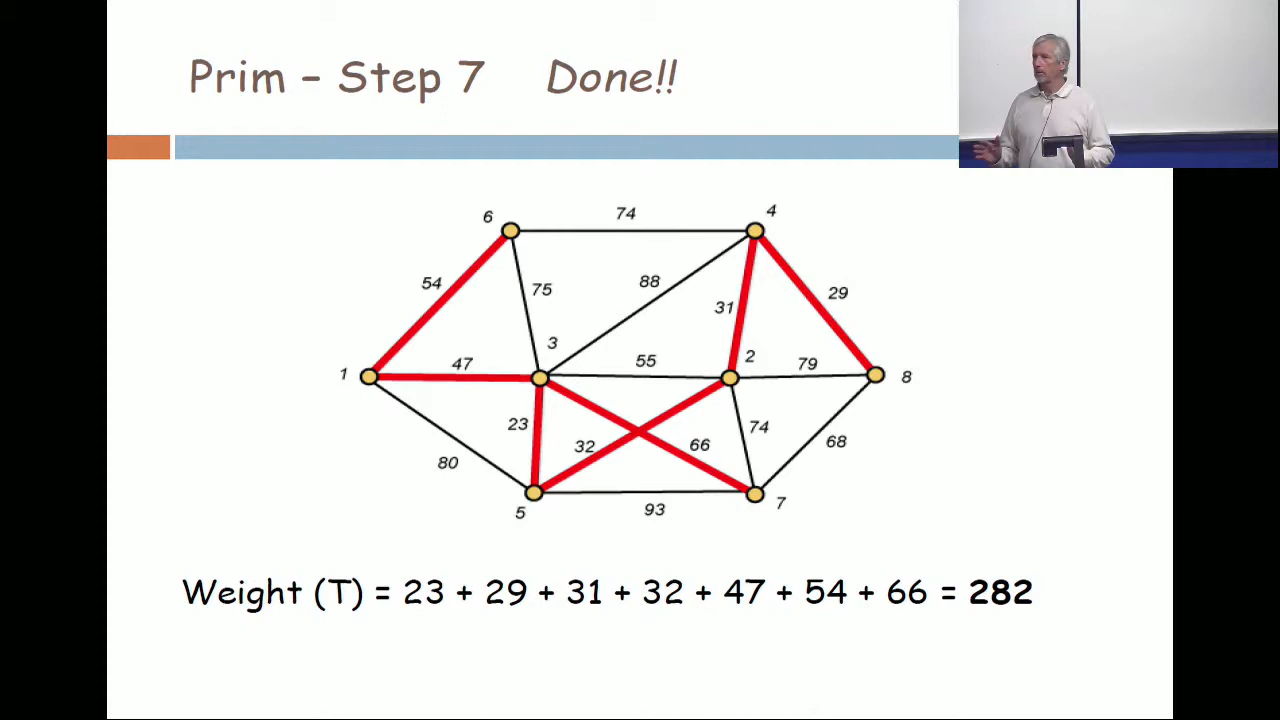 Prim – Step 7 Done!!
6 74 4
54 75 88 31 29
3
1 47 55 2 79 8
23 32 66 74 68
80
5 93 7
Weight (T) = 23 + 29 + 31 + 32 + 47 + 54 + 66 = 282